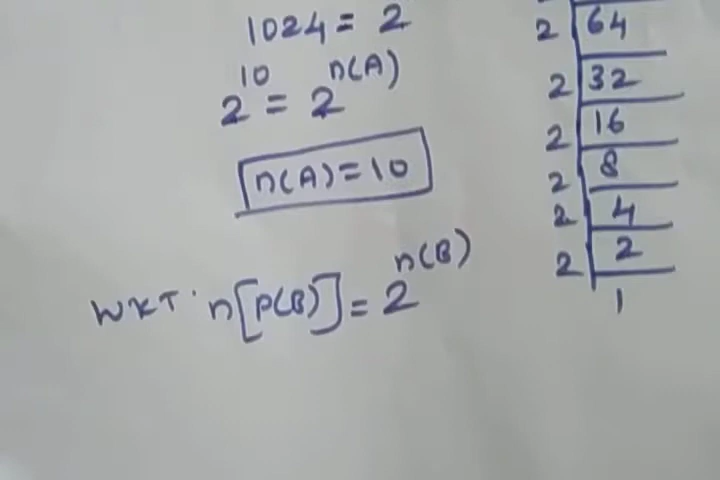 1024 = 2
2^10 = 2^n(A)
n(A) = 10
WKT. n[P(B)] = 2^n(B)
2 | 64
2 | 32
2 | 16
2 | 8
2 | 4
2 | 2
1